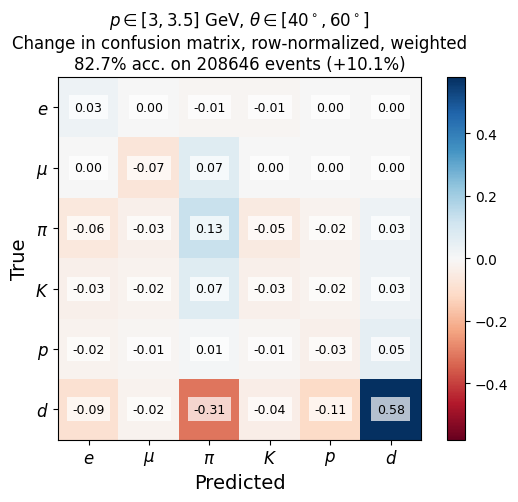 p ∈ [3, 3.5] GeV, θ ∈ [40°, 60°]
Change in confusion matrix, row-normalized, weighted
82.7% acc. on 208646 events (+10.1%)
e 0.03 0.00 -0.01 -0.01 0.00 0.00
μ 0.00 -0.07 0.07 0.00 0.00 0.00
π -0.06 -0.03 0.13 -0.05 -0.02 0.03
K -0.03 -0.02 0.07 -0.03 -0.02 0.03
p -0.02 -0.01 0.01 -0.01 -0.03 0.05
d -0.09 -0.02 -0.31 -0.04 -0.11 0.58
e μ π K p d
True
Predicted
0.4
0.2
0.0
−0.2
−0.4